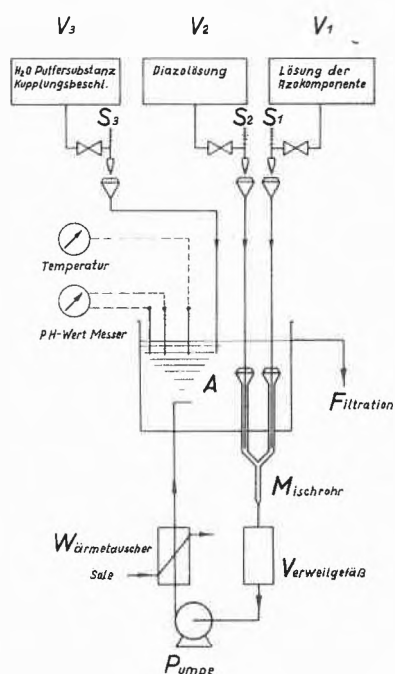 V3
V2
V1
H2O Puffersubstanz
Kupplungsbeschl.
Diazolösung
Lösung der
Azokomponente
S3
S2
S1
Temperatur
PH-Wert Messer
A
Filtration
Mischrohr
Wärmetauscher
Sole
Verweilgefäß
Pumpe